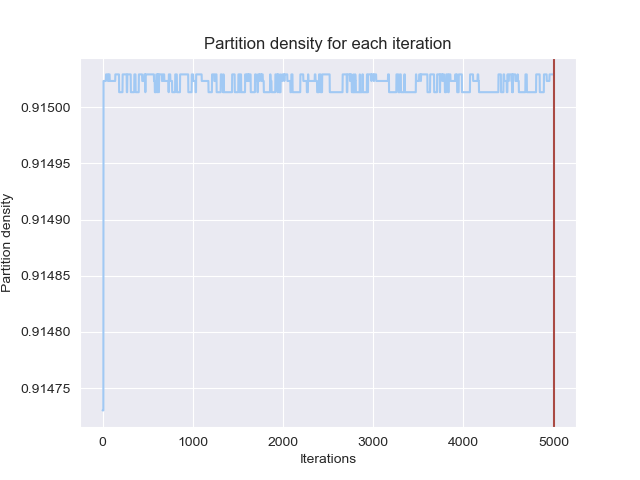 Partition density for each iteration
Partition density
0.91500
0.91495
0.91490
0.91485
0.91480
0.91475
0 1000 2000 3000 4000 5000
Iterations